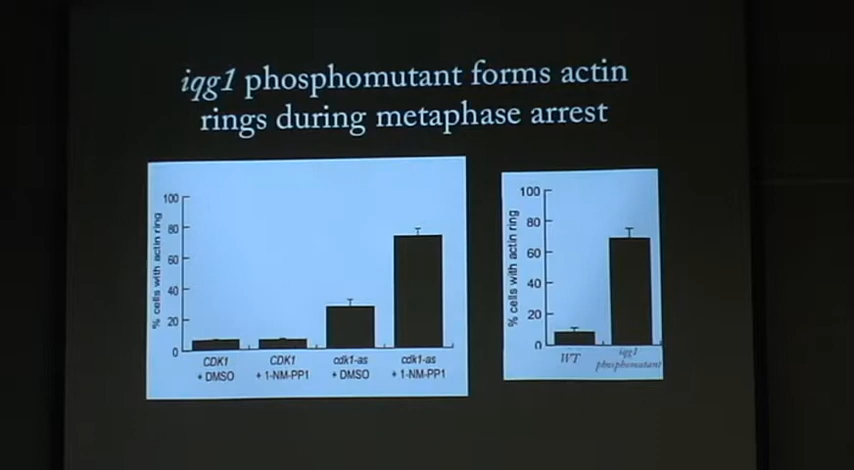 iqg1 phosphomutant forms actin
rings during metaphase arrest
% cells with actin ring
100
80
60
40
20
0
CDK1
+ DMSO
CDK1
+ 1-NM-PP1
cdk1-as
+ DMSO
cdk1-as
+ 1-NM-PP1
% cells with actin ring
100
80
60
40
20
0
WT
iqg1
phosphomutant